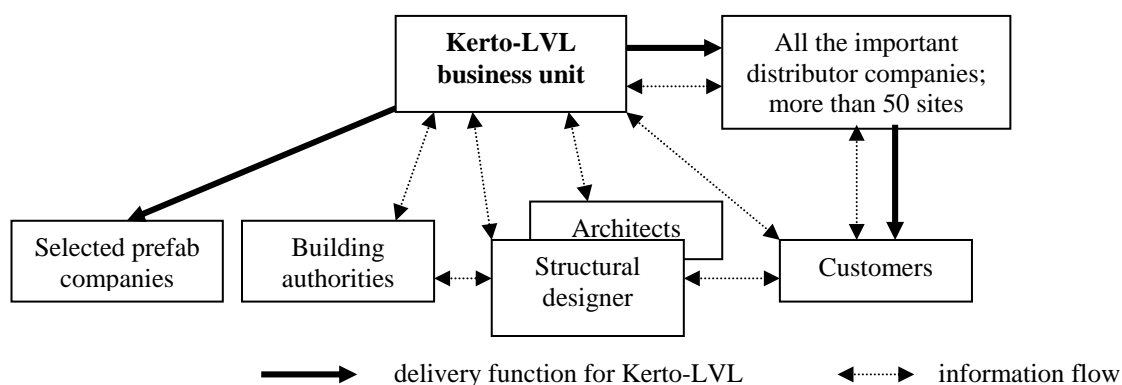 Kerto-LVL
business unit
All the important
distributor companies;
more than 50 sites
Selected prefab
companies
Building
authorities
Architects
Structural
designer
Customers
delivery function for Kerto-LVL
information flow